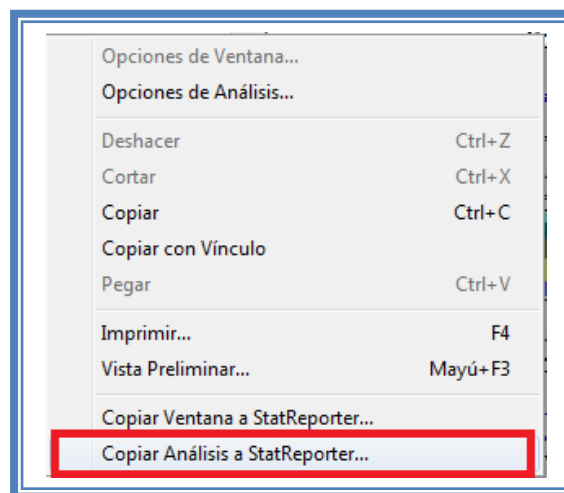 Opciones de Ventana...
Opciones de Análisis...
Deshacer Ctrl+Z
Cortar Ctrl+X
Copiar Ctrl+C
Copiar con Vínculo
Pegar Ctrl+V
Imprimir... F4
Vista Preliminar... Mayú+F3
Copiar Ventana a StatReporter...
Copiar Análisis a StatReporter...